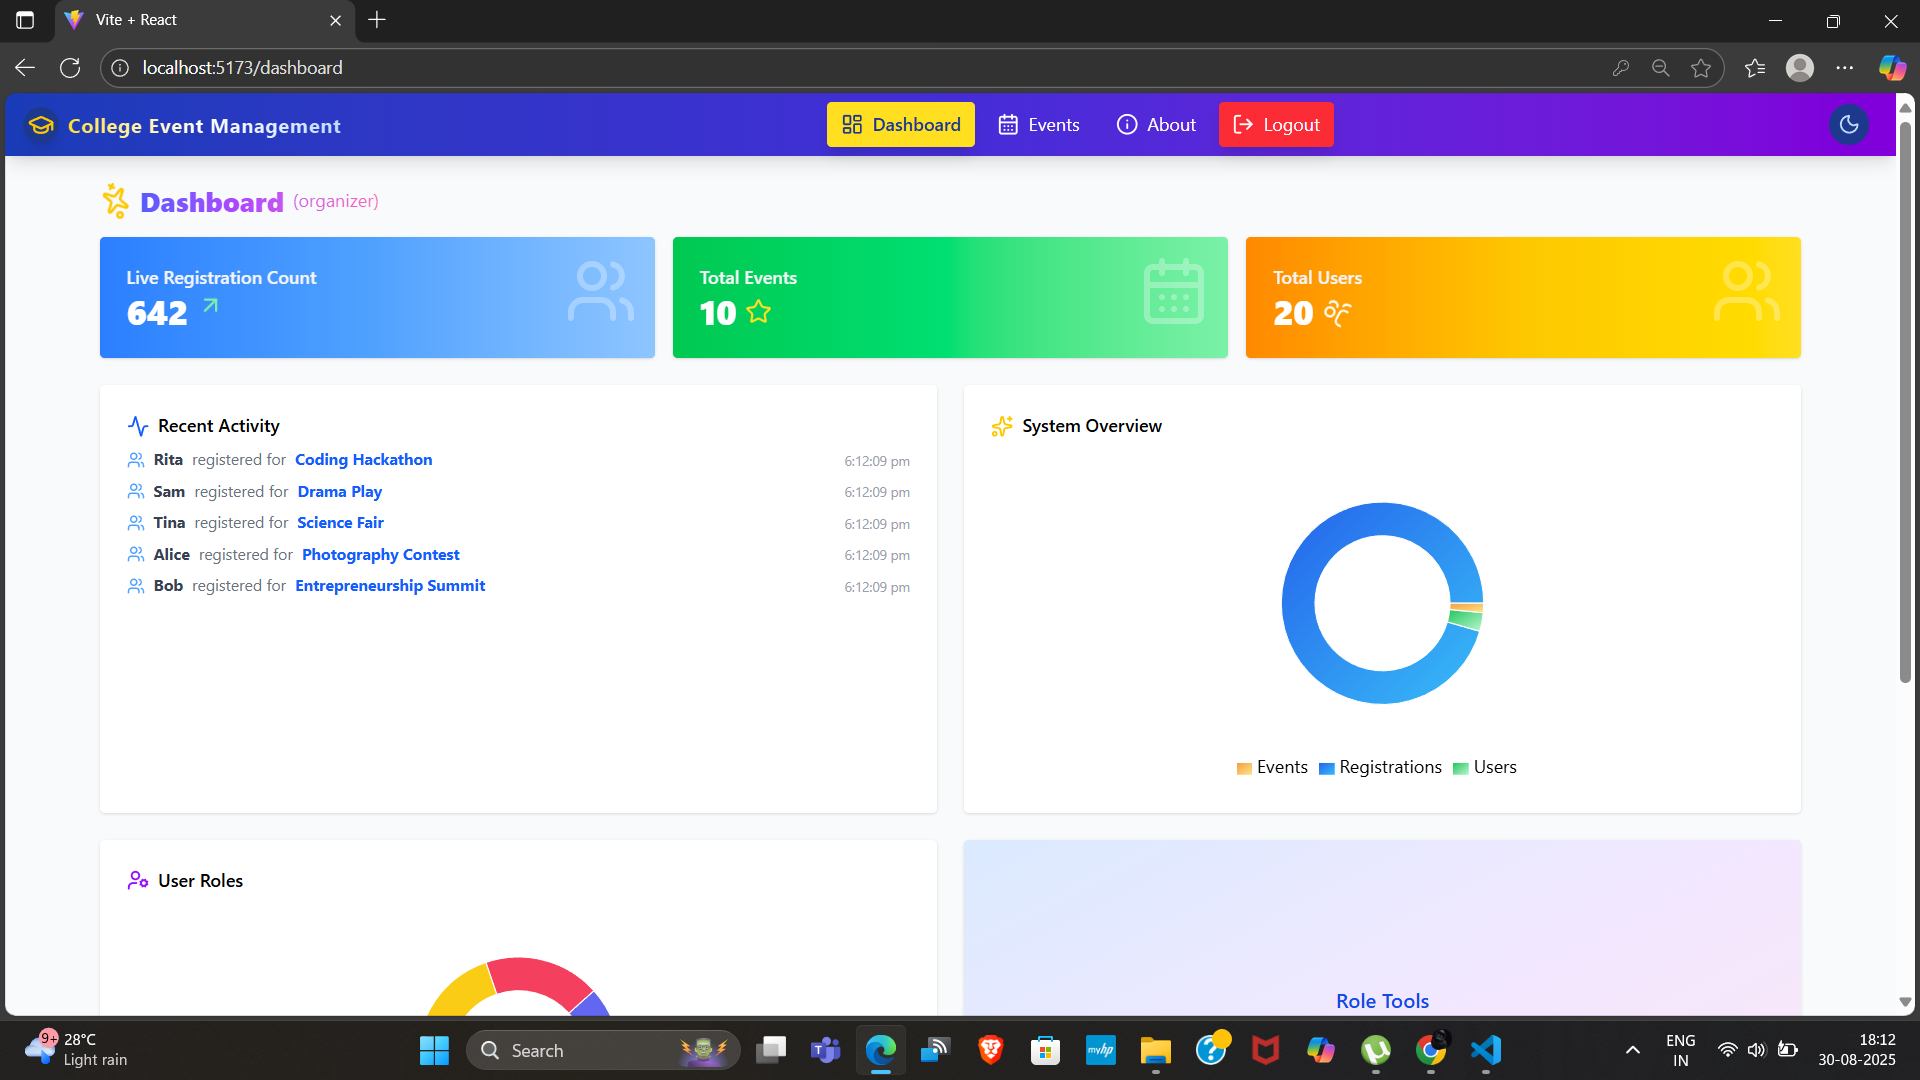 Vite + React
localhost:5173/dashboard
College Event Management
Dashboard
Events
About
Logout
Dashboard (organizer)
Live Registration Count
642
Total Events
10
Total Users
20
Recent Activity
Rita registered for Coding Hackathon 6:12:09 pm
Sam registered for Drama Play 6:12:09 pm
Tina registered for Science Fair 6:12:09 pm
Alice registered for Photography Contest 6:12:09 pm
Bob registered for Entrepreneurship Summit 6:12:09 pm
System Overview
Events Registrations Users
User Roles
Role Tools
9+
28°C
Light rain
Search
T
myhp
ENG
IN
18:12
30-08-2025